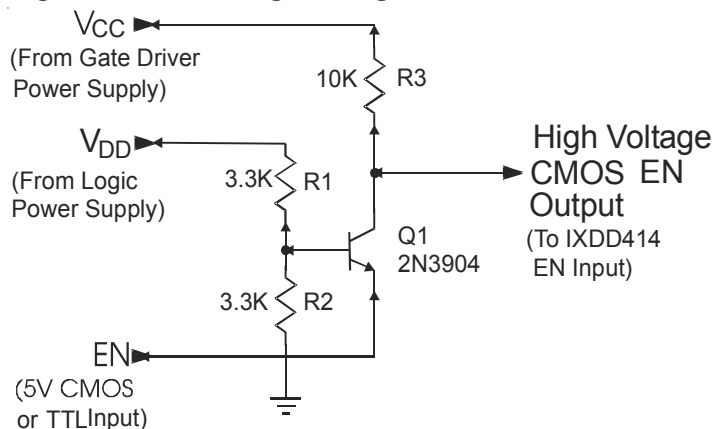 VCC
(From Gate Driver
Power Supply)
10K R3
VDD
(From Logic
Power Supply)
3.3K R1
High Voltage
CMOS EN
Output
(To IXDD414
EN Input)
Q1
2N3904
3.3K R2
EN
(5V CMOS
or TTLInput)